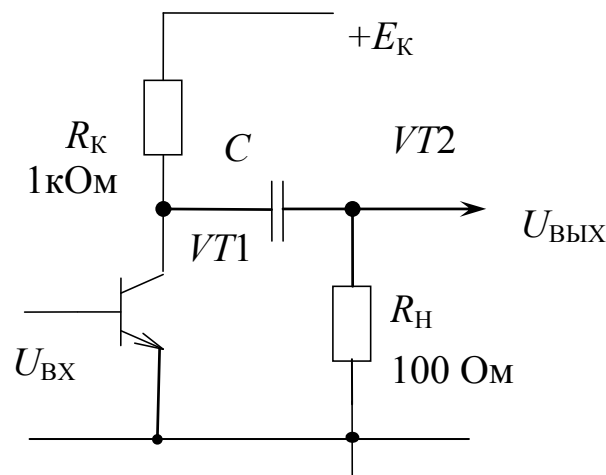 +Eк
Rк
1кОм
C
VT2
Uвых
VT1
Rн
100 Ом
Uвх